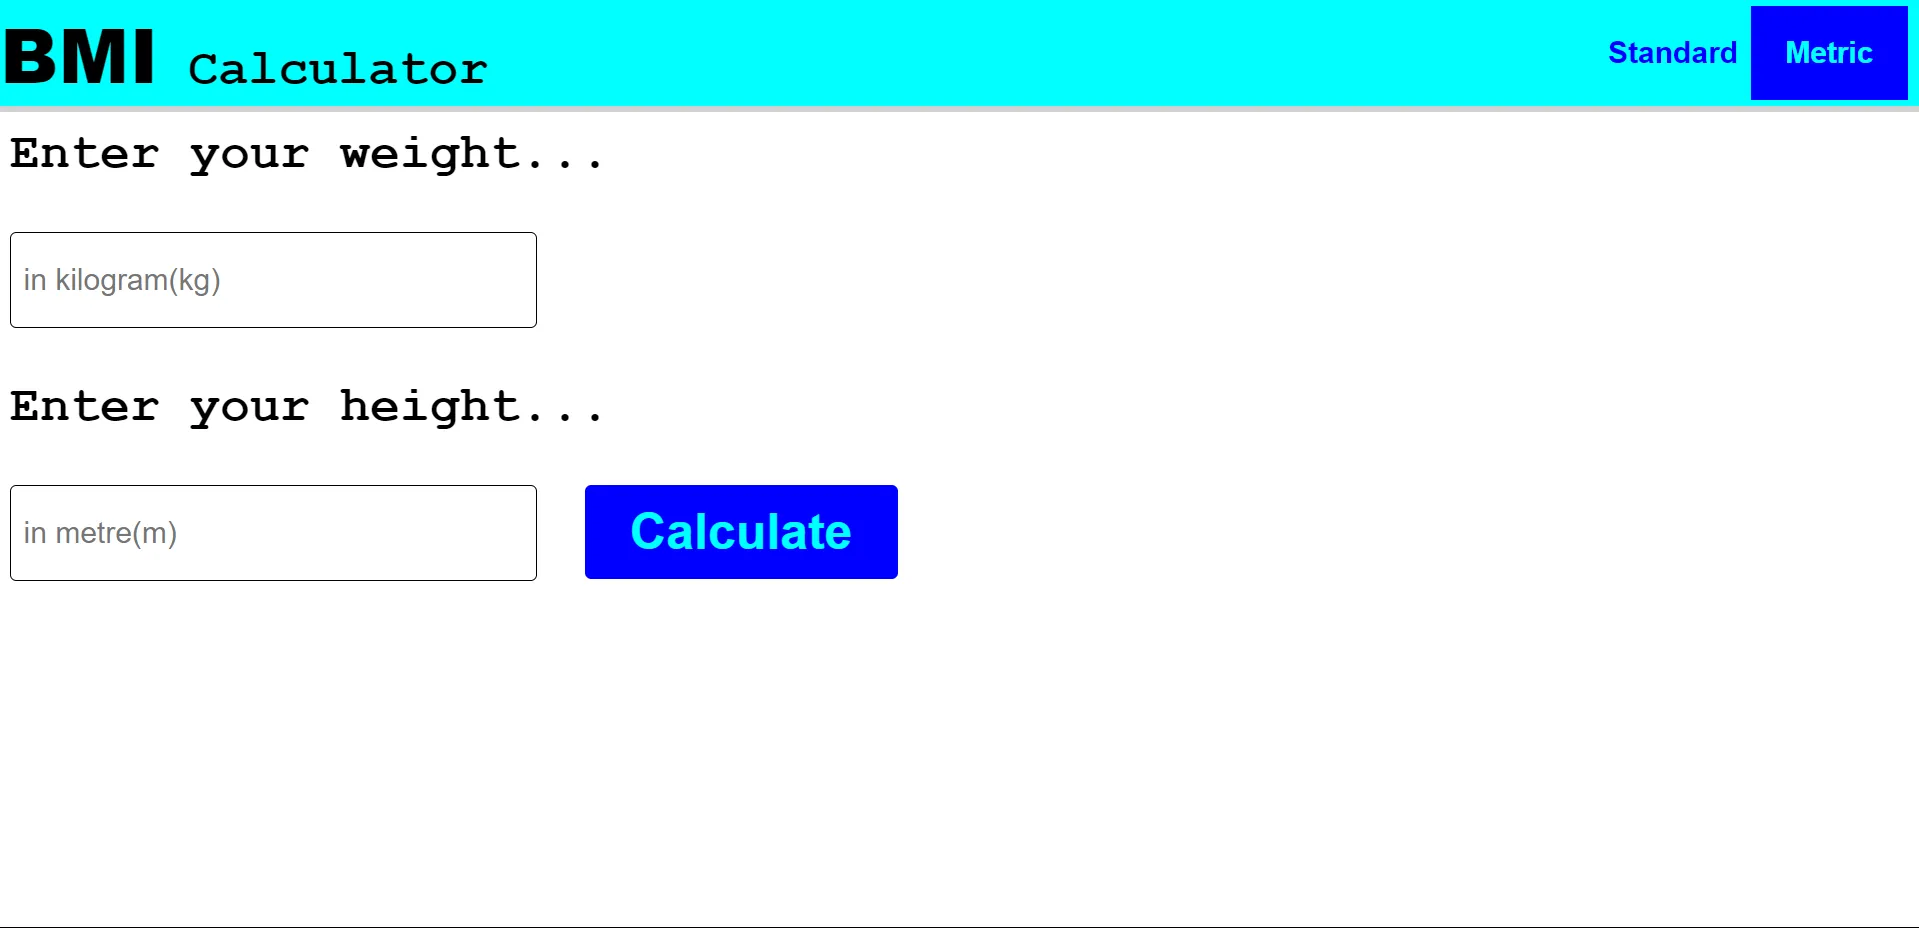 BMI Calculator
Standard Metric
Enter your weight...
in kilogram(kg)
Enter your height...
in metre(m)
Calculate